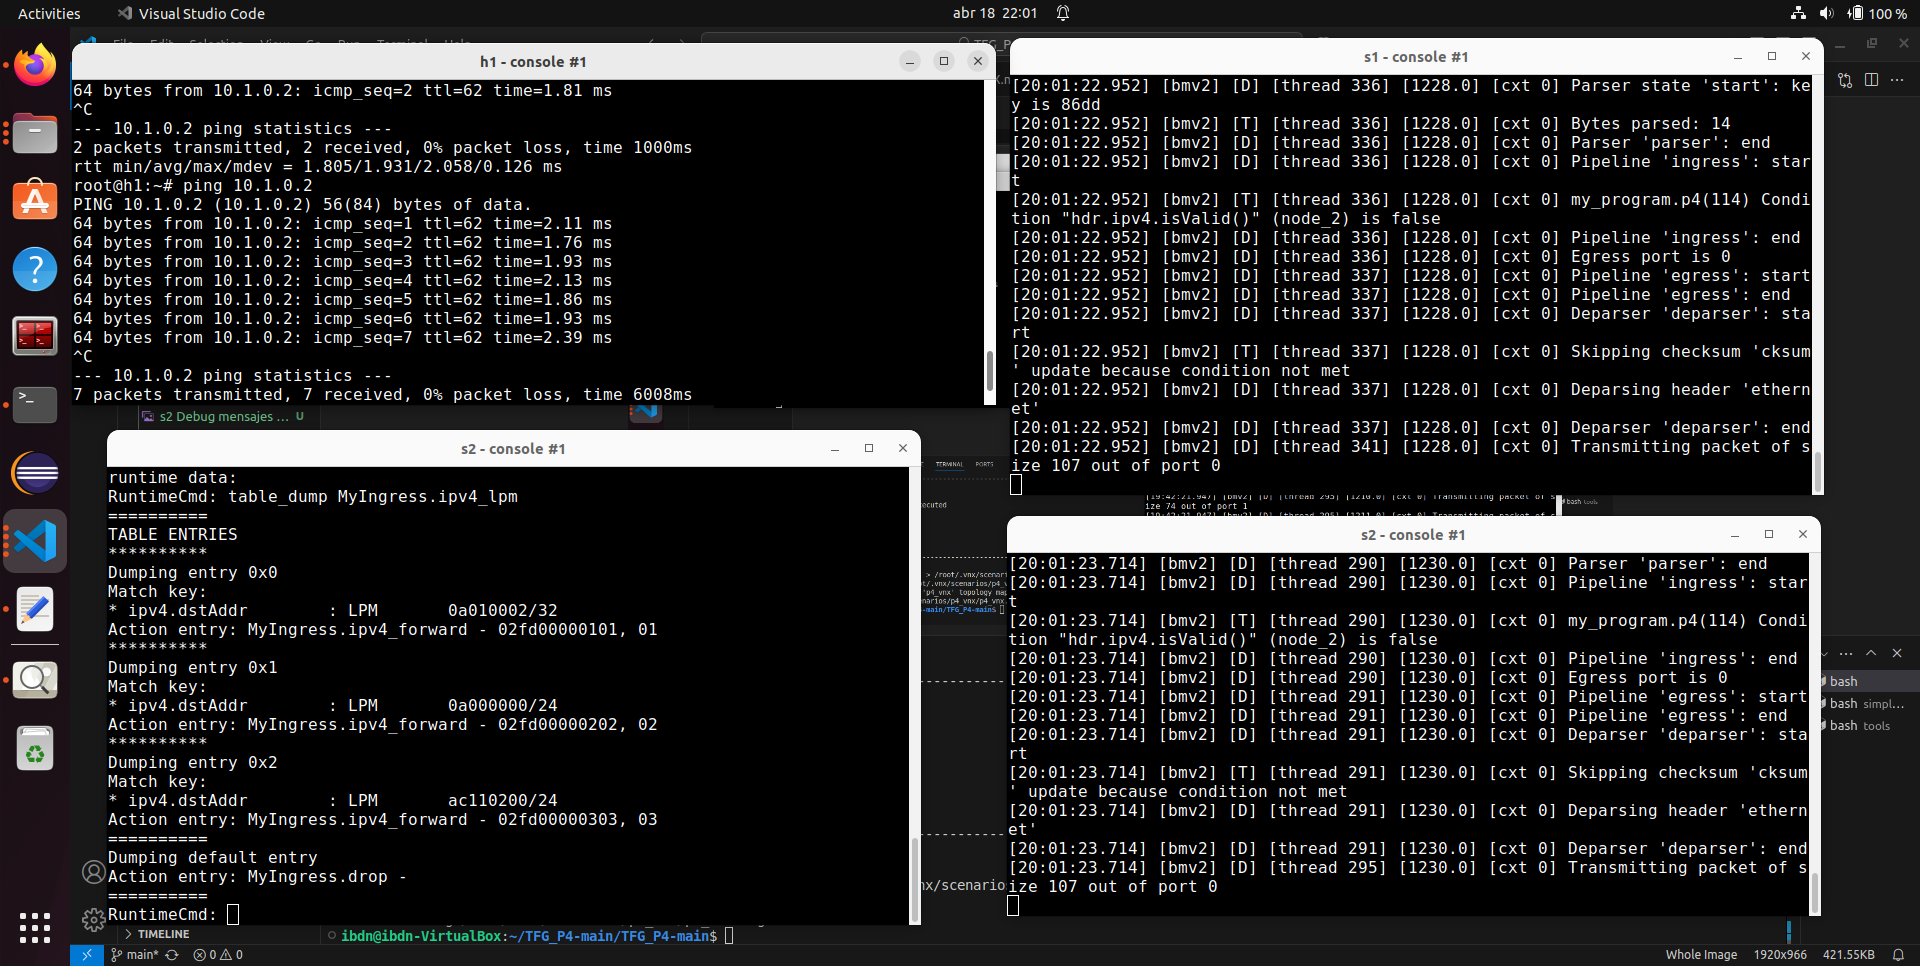 Activities
Visual Studio Code
abr 18 22:01
100 %
h1 - console #1
64 bytes from 10.1.0.2: icmp_seq=2 ttl=62 time=1.81 ms
^C
--- 10.1.0.2 ping statistics ---
2 packets transmitted, 2 received, 0% packet loss, time 1000ms
rtt min/avg/max/mdev = 1.805/1.931/2.058/0.126 ms
root@h1:~# ping 10.1.0.2
PING 10.1.0.2 (10.1.0.2) 56(84) bytes of data.
64 bytes from 10.1.0.2: icmp_seq=1 ttl=62 time=2.11 ms
64 bytes from 10.1.0.2: icmp_seq=2 ttl=62 time=1.76 ms
64 bytes from 10.1.0.2: icmp_seq=3 ttl=62 time=1.93 ms
64 bytes from 10.1.0.2: icmp_seq=4 ttl=62 time=2.13 ms
64 bytes from 10.1.0.2: icmp_seq=5 ttl=62 time=1.86 ms
64 bytes from 10.1.0.2: icmp_seq=6 ttl=62 time=1.93 ms
64 bytes from 10.1.0.2: icmp_seq=7 ttl=62 time=2.39 ms
^C
--- 10.1.0.2 ping statistics ---
7 packets transmitted, 7 received, 0% packet loss, time 6008ms
s1 - console #1
[20:01:22.952] [bmv2] [D] [thread 336] [1228.0] [cxt 0] Parser state 'start': ke
y is 86dd
[20:01:22.952] [bmv2] [T] [thread 336] [1228.0] [cxt 0] Bytes parsed: 14
[20:01:22.952] [bmv2] [D] [thread 336] [1228.0] [cxt 0] Parser 'parser': end
[20:01:22.952] [bmv2] [D] [thread 336] [1228.0] [cxt 0] Pipeline 'ingress': star
t
[20:01:22.952] [bmv2] [T] [thread 336] [1228.0] [cxt 0] my_program.p4(114) Condi
tion "hdr.ipv4.isValid()" (node_2) is false
[20:01:22.952] [bmv2] [D] [thread 336] [1228.0] [cxt 0] Pipeline 'ingress': end
[20:01:22.952] [bmv2] [D] [thread 336] [1228.0] [cxt 0] Egress port is 0
[20:01:22.952] [bmv2] [D] [thread 337] [1228.0] [cxt 0] Pipeline 'egress': start
[20:01:22.952] [bmv2] [D] [thread 337] [1228.0] [cxt 0] Pipeline 'egress': end
[20:01:22.952] [bmv2] [D] [thread 337] [1228.0] [cxt 0] Deparser 'deparser': sta
rt
[20:01:22.952] [bmv2] [T] [thread 337] [1228.0] [cxt 0] Skipping checksum 'cksum
' update because condition not met
[20:01:22.952] [bmv2] [D] [thread 337] [1228.0] [cxt 0] Deparsing header 'ethern
et'
[20:01:22.952] [bmv2] [D] [thread 337] [1228.0] [cxt 0] Deparser 'deparser': end
[20:01:22.952] [bmv2] [D] [thread 341] [1228.0] [cxt 0] Transmitting packet of s
ize 107 out of port 0
s2 Debug mensajes ... U
s2 - console #1
runtime data:
RuntimeCmd: table_dump MyIngress.ipv4_lpm
==========
TABLE ENTRIES
**********
Dumping entry 0x0
Match key:
* ipv4.dstAddr        : LPM       0a010002/32
Action entry: MyIngress.ipv4_forward - 02fd00000101, 01
**********
Dumping entry 0x1
Match key:
* ipv4.dstAddr        : LPM       0a000000/24
Action entry: MyIngress.ipv4_forward - 02fd00000202, 02
**********
Dumping entry 0x2
Match key:
* ipv4.dstAddr        : LPM       ac110200/24
Action entry: MyIngress.ipv4_forward - 02fd00000303, 03
==========
Dumping default entry
Action entry: MyIngress.drop -
==========
RuntimeCmd:
TERMINAL PORTS
ize 74 out of port 1
bash tools
s2 - console #1
[20:01:23.714] [bmv2] [D] [thread 290] [1230.0] [cxt 0] Parser 'parser': end
[20:01:23.714] [bmv2] [D] [thread 290] [1230.0] [cxt 0] Pipeline 'ingress': star
t
[20:01:23.714] [bmv2] [T] [thread 290] [1230.0] [cxt 0] my_program.p4(114) Condi
tion "hdr.ipv4.isValid()" (node_2) is false
[20:01:23.714] [bmv2] [D] [thread 290] [1230.0] [cxt 0] Pipeline 'ingress': end
[20:01:23.714] [bmv2] [D] [thread 290] [1230.0] [cxt 0] Egress port is 0
[20:01:23.714] [bmv2] [D] [thread 291] [1230.0] [cxt 0] Pipeline 'egress': start
[20:01:23.714] [bmv2] [D] [thread 291] [1230.0] [cxt 0] Pipeline 'egress': end
[20:01:23.714] [bmv2] [D] [thread 291] [1230.0] [cxt 0] Deparser 'deparser': sta
rt
[20:01:23.714] [bmv2] [T] [thread 291] [1230.0] [cxt 0] Skipping checksum 'cksum
' update because condition not met
[20:01:23.714] [bmv2] [D] [thread 291] [1230.0] [cxt 0] Deparsing header 'ethern
et'
[20:01:23.714] [bmv2] [D] [thread 291] [1230.0] [cxt 0] Deparser 'deparser': end
[20:01:23.714] [bmv2] [D] [thread 295] [1230.0] [cxt 0] Transmitting packet of s
ize 107 out of port 0
bash
bash simpl...
bash tools
nx/scenario
TIMELINE
ibdn@ibdn-VirtualBox:~/TFG_P4-main/TFG_P4-main$
main* 0 0
Whole Image 1920x966 421.55KB